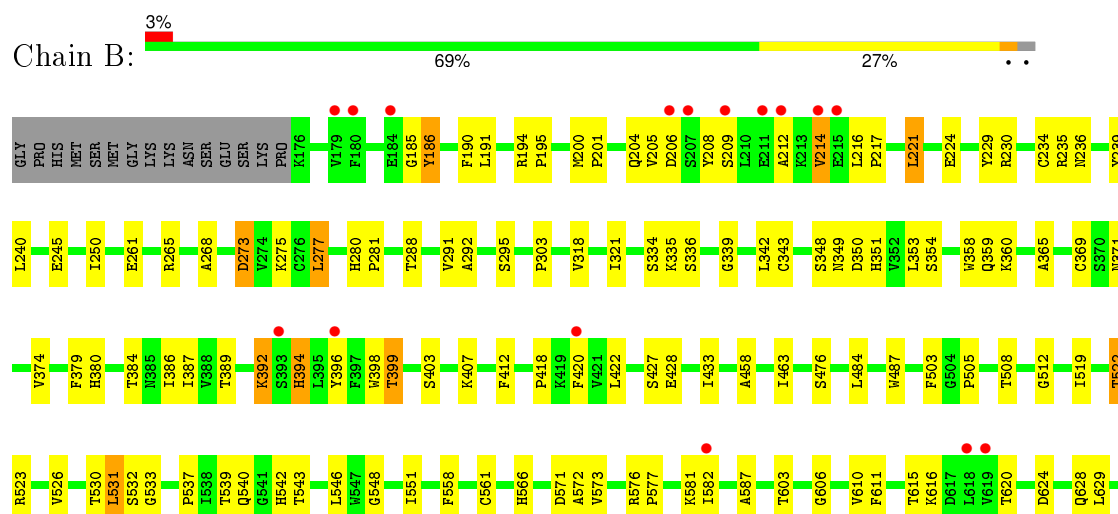 3%
Chain B:
69% 27% • •
GLY PRO HIS MET SER MET GLY LYS LYS ASN SER GLU SER LYS PRO K176 V179 F180 E184 G185 Y186 F190 L191 R194 P195 M200 P201 Q204 V205 D206 S207 Y208 S209 L210 E211 A212 K213 V214 E215 L216 P217 L221 E224 Y229 R230 C234 R235 N236
L240 E245 I250 E261 R265 A268 D273 V274 K275 C276 L277 H280 P281 T288 V291 A292 S295 P303 V318 I321 S334 K335 S336 G339 L342 C343 S348 N349 D350 H351 V352 L353 S354 W358 Q359 K360 A365 C369 S370 N371
V374 F379 H380 T384 N385 I386 I387 V388 T389 K392 S393 H394 L395 Y396 F397 W398 T399 S403 K407 F412 P418 K419 F420 V421 L422 S427 E428 I433 A458 I463 S476 L484 W487 F503 G504 P505 T508 G512 I519 T522
R523 V526 T530 L531 S532 G533 P537 I538 T539 Q540 G541 H542 T543 L546 W547 G548 I551 F558 C561 H566 D571 A572 V573 R576 P577 K581 I582 A587 T603 G606 V610 F611 T615 K616 D617 L618 V619 T620 D624 Q628 L629